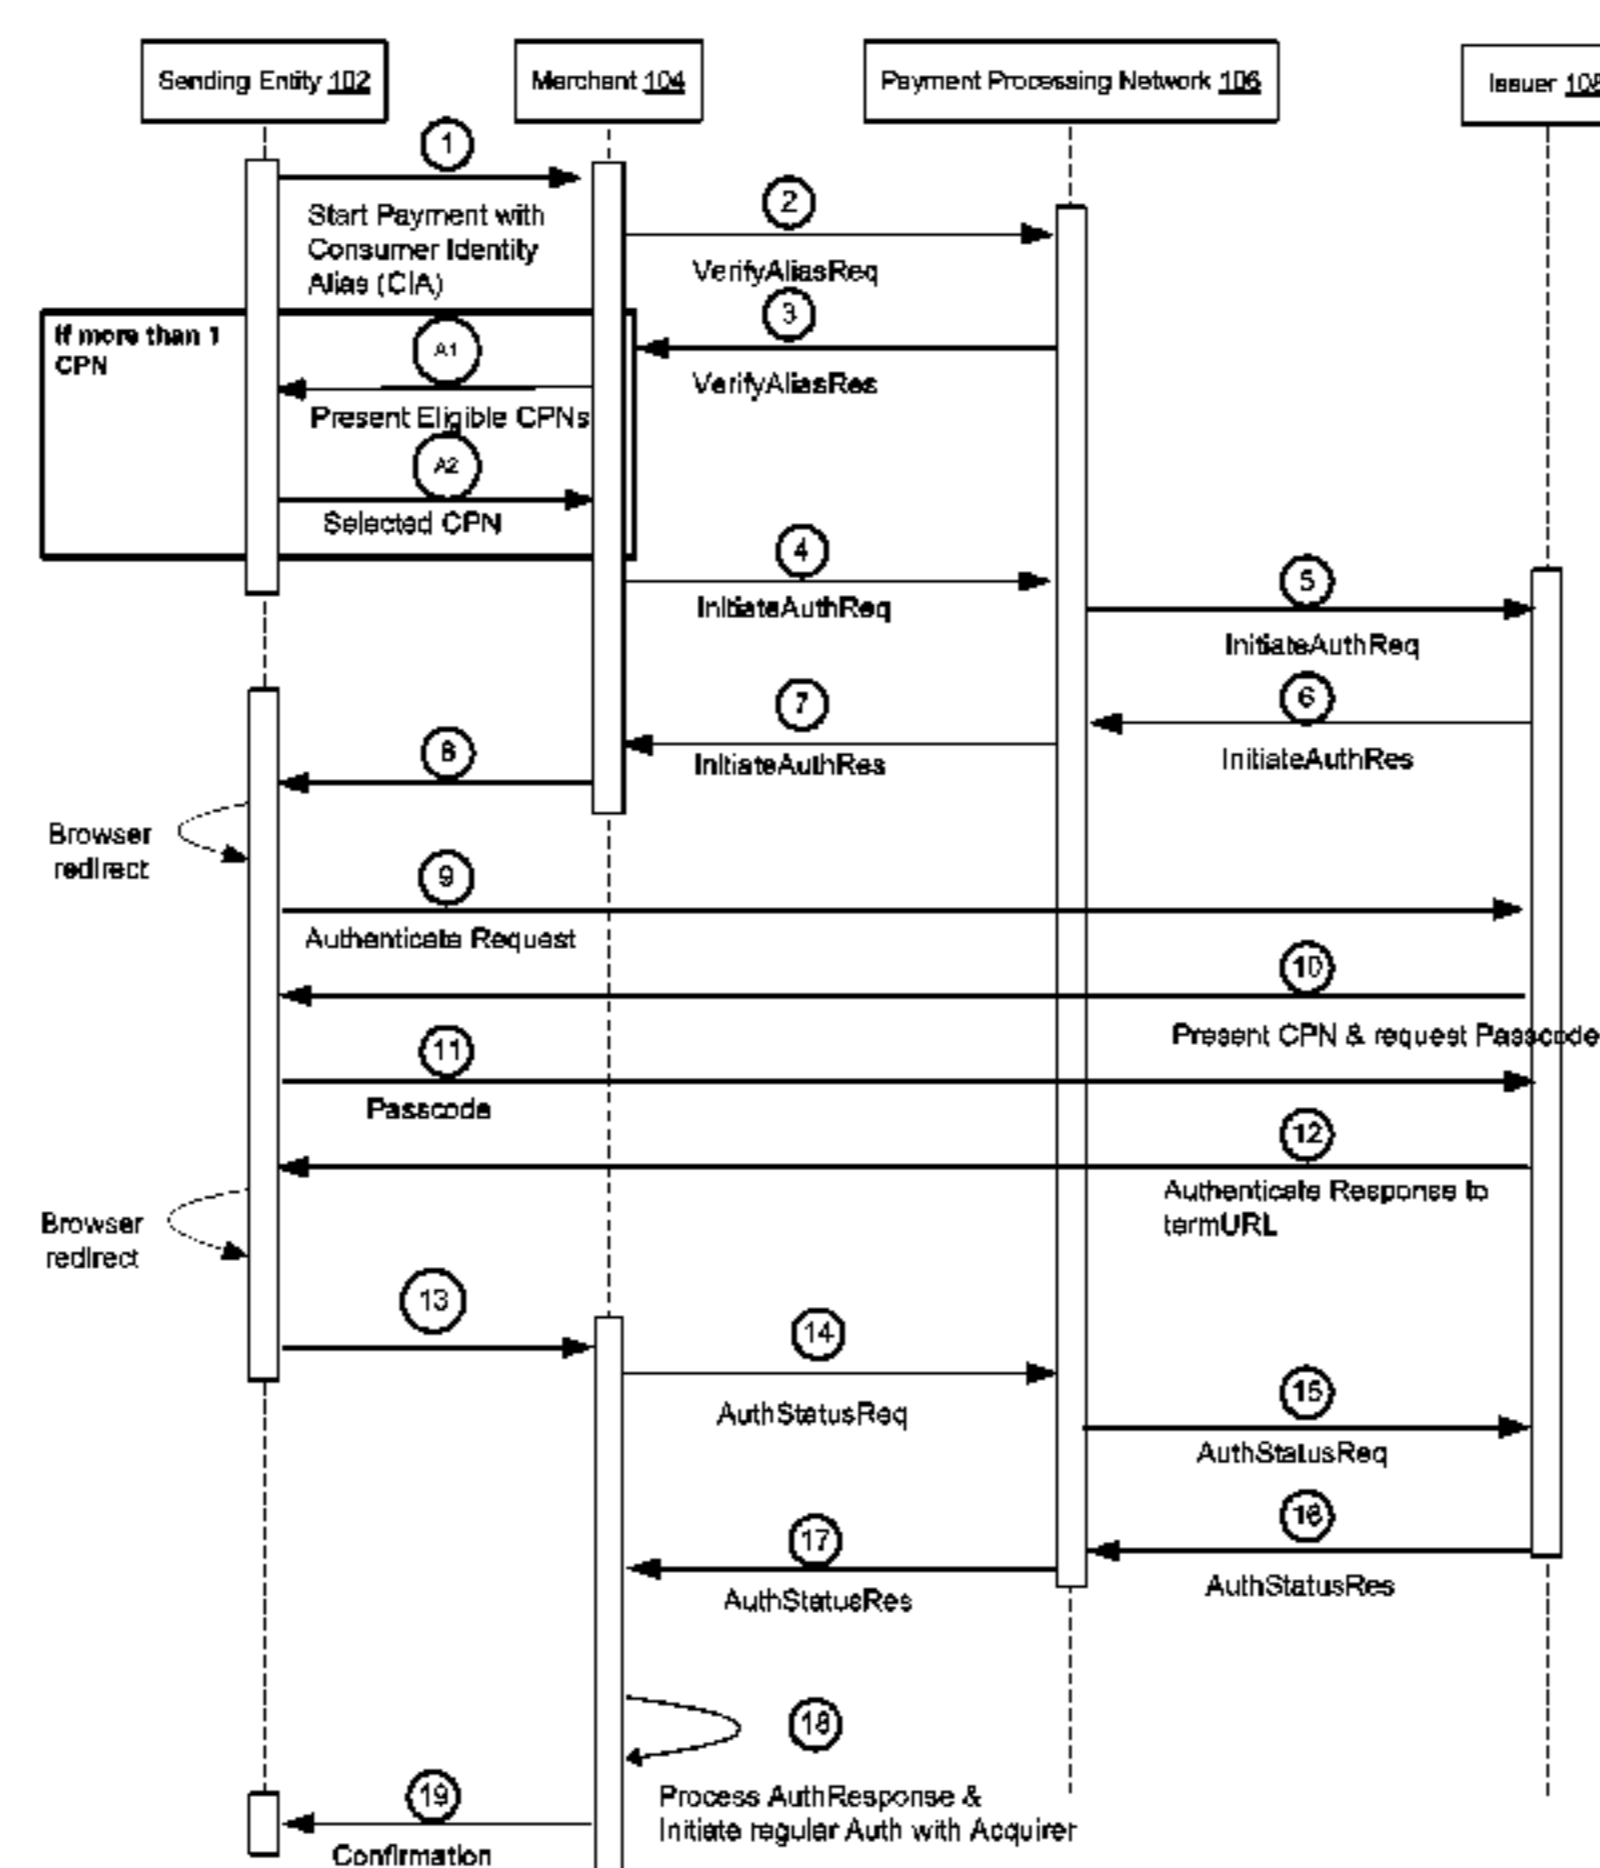 Sending Entity 102
Merchant 104
Payment Processing Network 106
Issuer 108
1
Start Payment with
Consumer Identity
Alias (CIA)
2
VerifyAliasReq
3
VerifyAliasRes
If more than 1
CPN
A1
Present Eligible CPNs
A2
Selected CPN
4
InitiateAuthReq
5
InitiateAuthReq
6
InitiateAuthRes
7
InitiateAuthRes
8
Browser
redirect
9
Authenticate Request
10
Present CPN & request Passcode
11
Passcode
12
Authenticate Response to
termURL
Browser
redirect
13
14
AuthStatusReq
15
AuthStatusReq
16
AuthStatusRes
17
AuthStatusRes
18
Process AuthResponse &
Initiate regular Auth with Acquirer
19
Confirmation